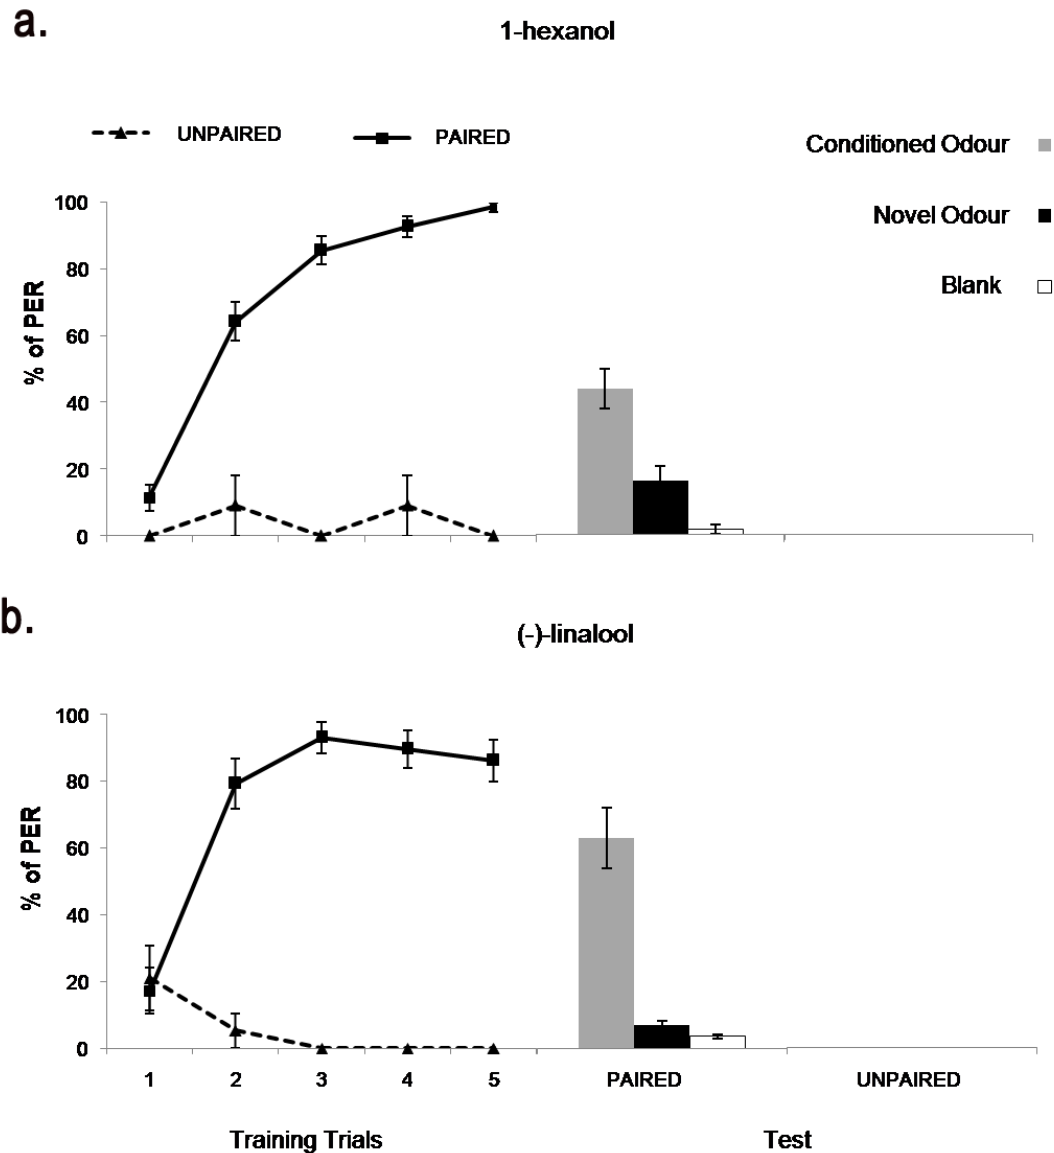 a.
1-hexanol
UNPAIRED
PAIRED
Conditioned Odour
Novel Odour
Blank
% of PER
100
80
60
40
20
0
b.
(-)-linalool
% of PER
100
80
60
40
20
0
1 2 3 4 5 PAIRED UNPAIRED
Training Trials Test